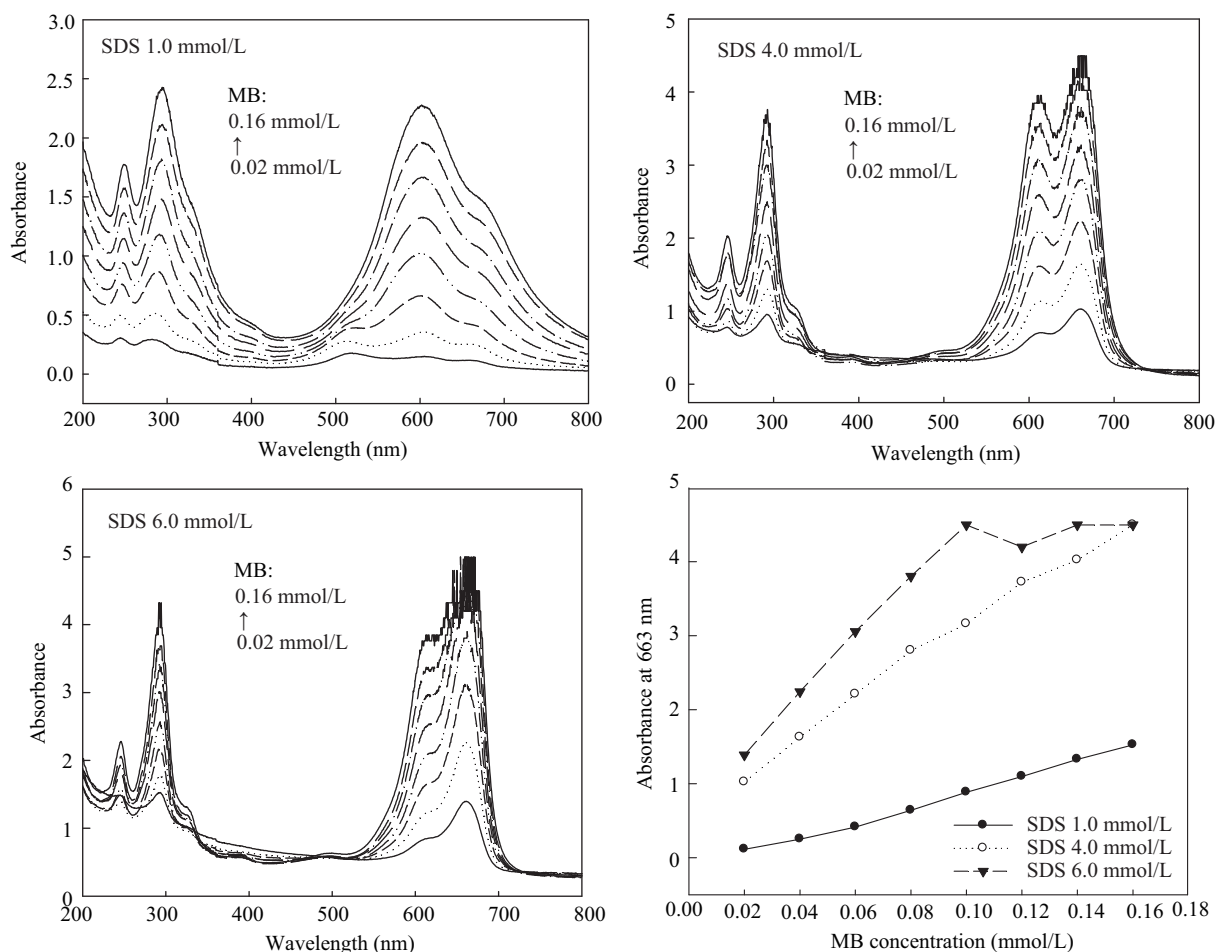 3.0
2.5
2.0
1.5
1.0
0.5
0.0
Absorbance
SDS 1.0 mmol/L
MB:
0.16 mmol/L
↑
0.02 mmol/L
200 300 400 500 600 700 800
Wavelength (nm)
5
4
3
2
1
0
Absorbance
SDS 4.0 mmol/L
MB:
0.16 mmol/L
↑
0.02 mmol/L
200 300 400 500 600 700 800
Wavelength (nm)
6
5
4
3
2
1
0
Absorbance
SDS 6.0 mmol/L
MB:
0.16 mmol/L
↑
0.02 mmol/L
200 300 400 500 600 700 800
Wavelength (nm)
5
4
3
2
1
0
Absorbance at 663 nm
SDS 1.0 mmol/L
SDS 4.0 mmol/L
SDS 6.0 mmol/L
0.00 0.02 0.04 0.06 0.08 0.10 0.12 0.14 0.16 0.18
MB concentration (mmol/L)